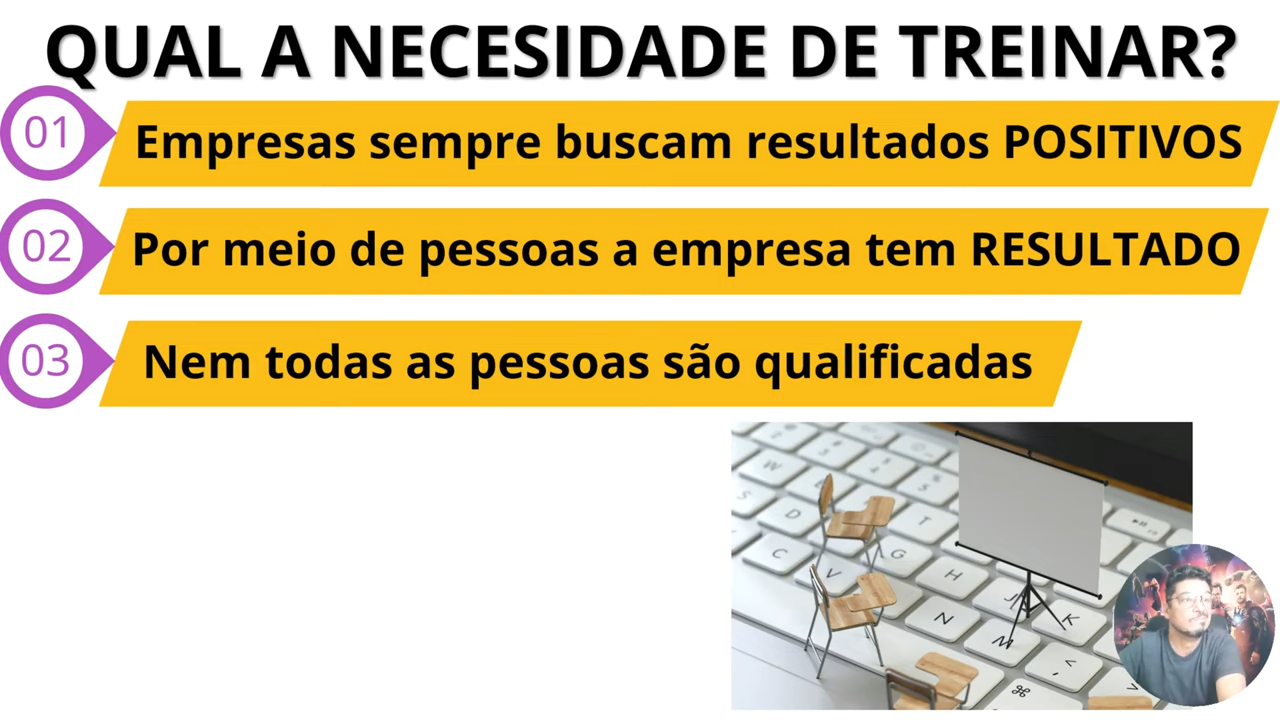 QUAL A NECESIDADE DE TREINAR?
01 Empresas sempre buscam resultados POSITIVOS
02 Por meio de pessoas a empresa tem RESULTADO
03 Nem todas as pessoas são qualificadas
W
S
D
T
C
V
G
H
J
K
N
M
⌘